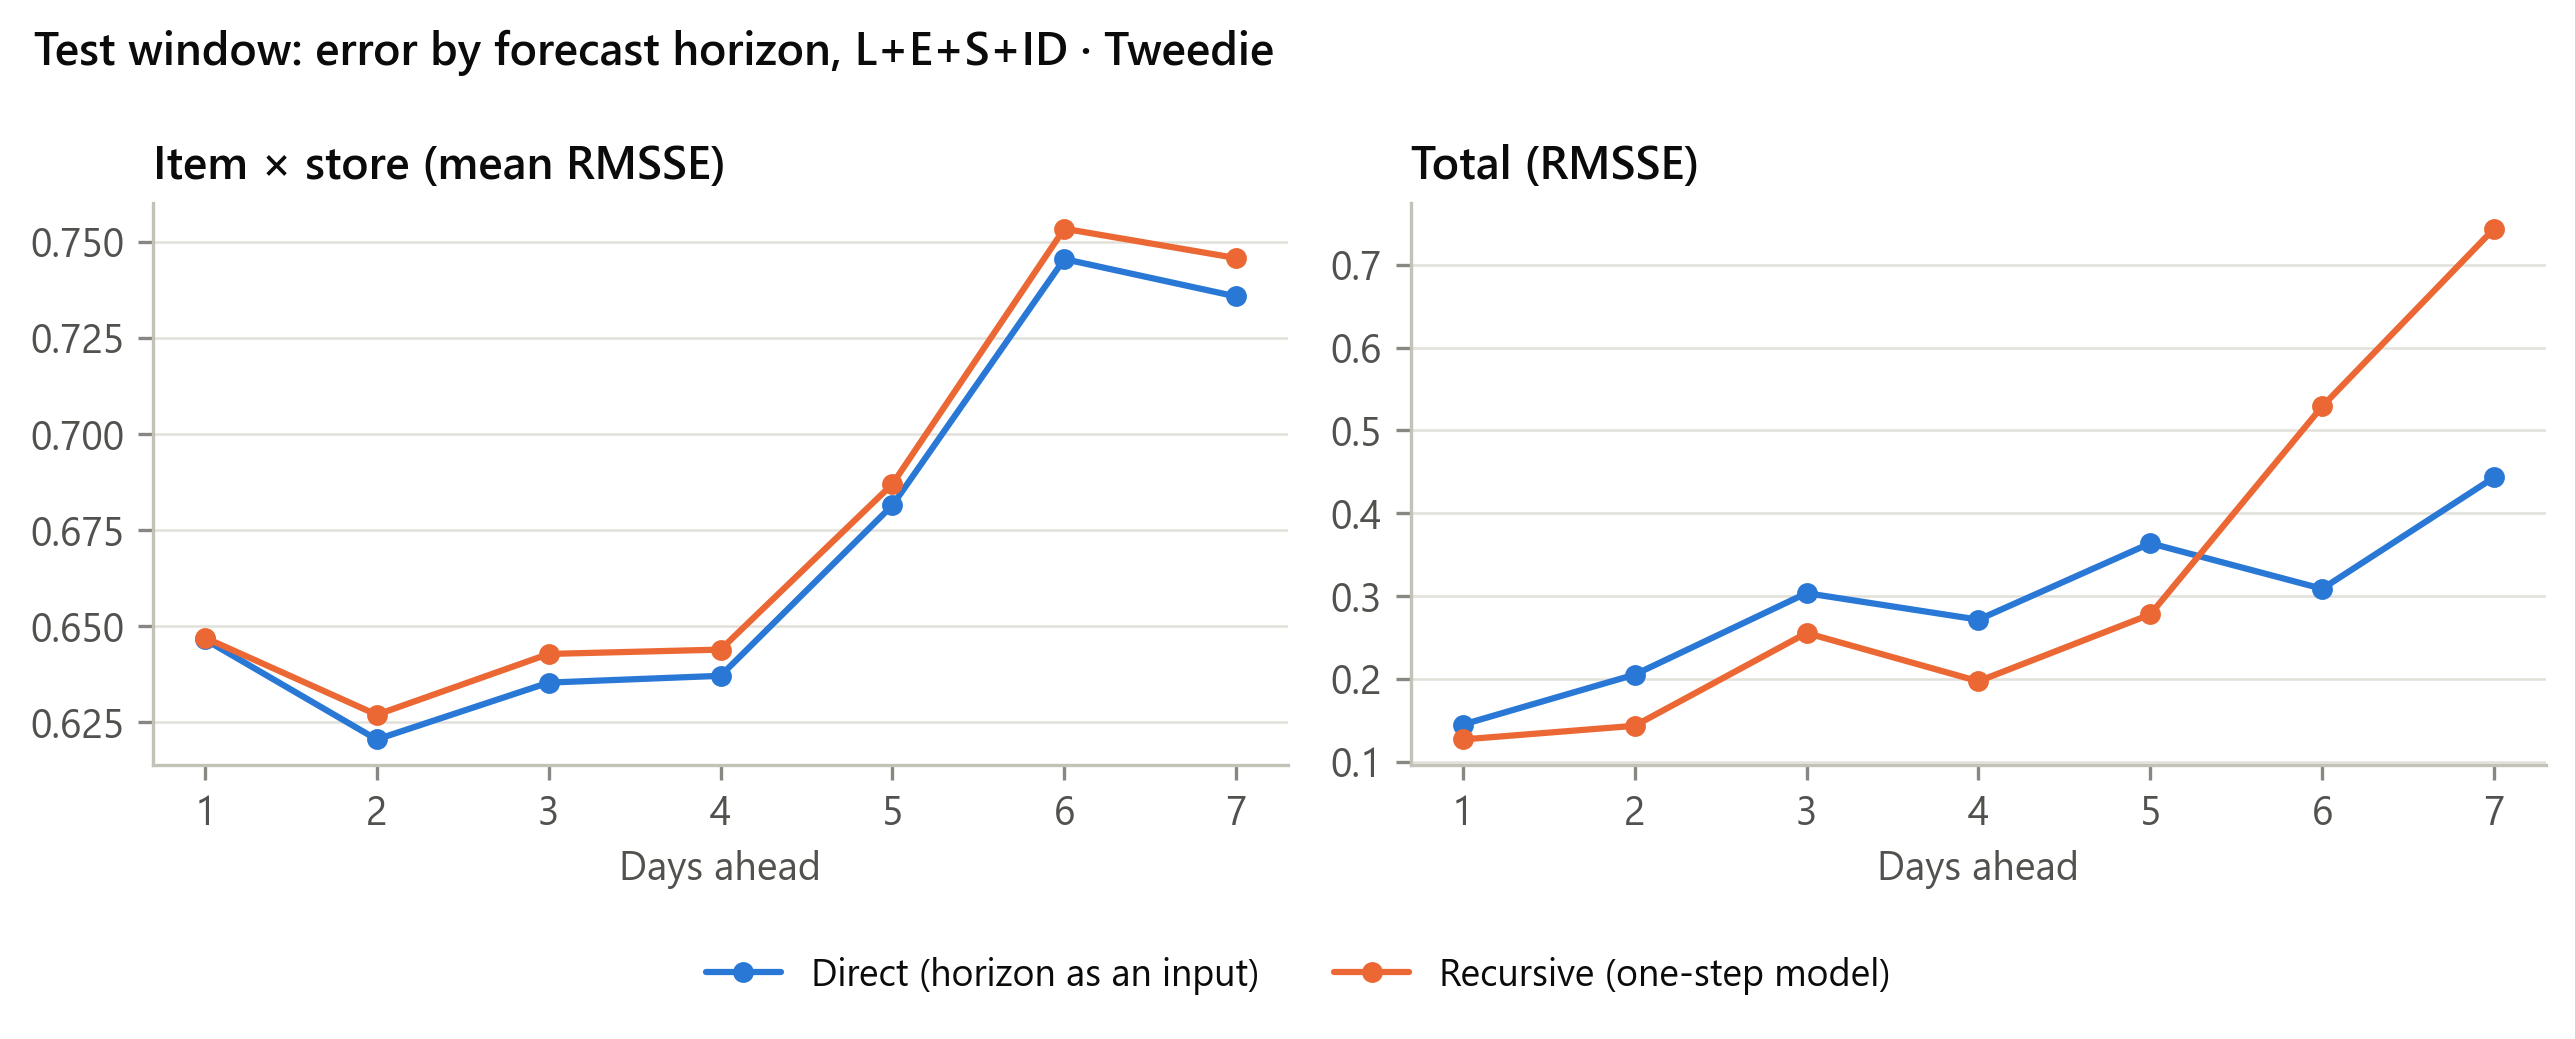 Test window: error by forecast horizon, L+E+S+ID · Tweedie
Item × store (mean RMSSE)
0.750
0.725
0.700
0.675
0.650
0.625
1 2 3 4 5 6 7
Days ahead
Total (RMSSE)
0.7
0.6
0.5
0.4
0.3
0.2
0.1
1 2 3 4 5 6 7
Days ahead
Direct (horizon as an input)
Recursive (one-step model)